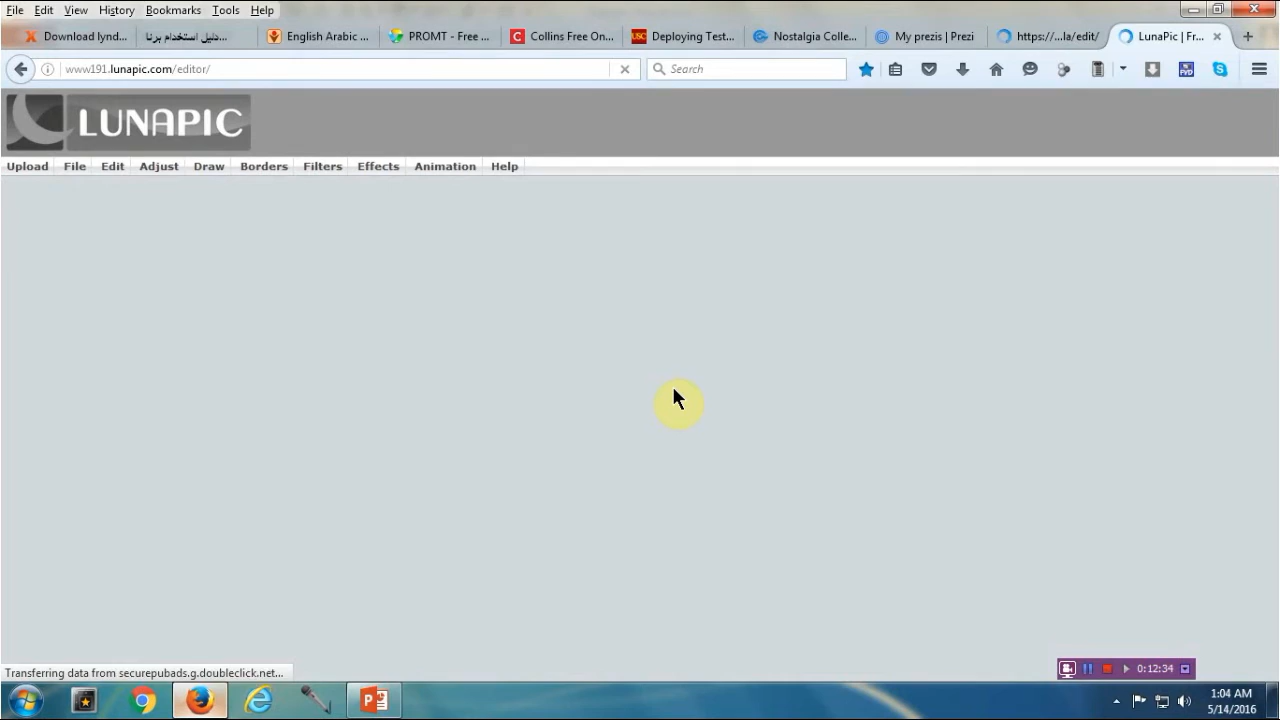 File Edit View History Bookmarks Tools Help
Download lynd... دليل استخدام برنا... English Arabic ... PROMT - Free ... Collins Free On... Deploying Test... Nostalgia Colle... My prezis | Prezi https://...la/edit/ LunaPic | Fr...
www191.lunapic.com/editor/ Search
LUNAPIC
Upload File Edit Adjust Draw Borders Filters Effects Animation Help
Transferring data from securepubads.g.doubleclick.net...
0:12:34
1:04 AM
5/14/2016